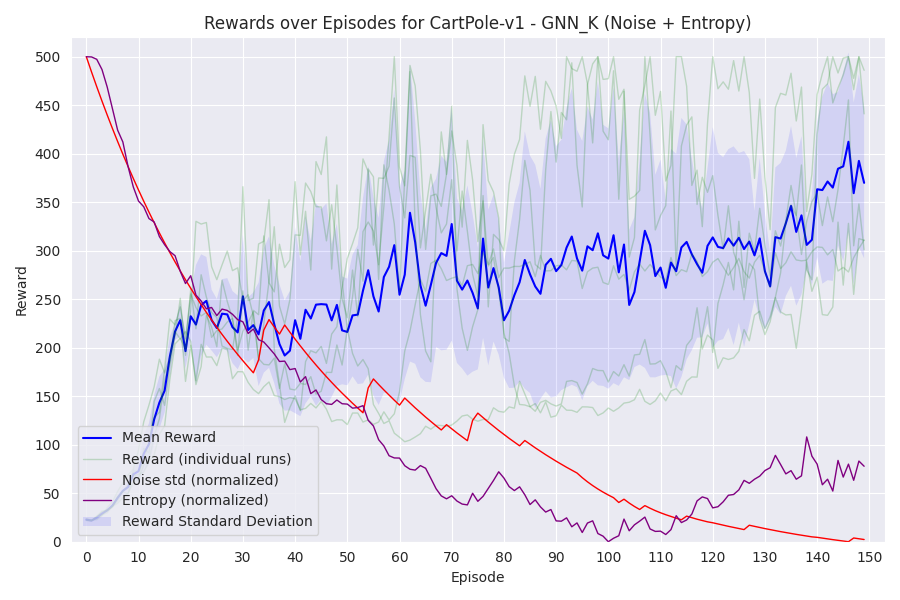 Rewards over Episodes for CartPole-v1 - GNN_K (Noise + Entropy)
Reward
500
450
400
350
300
250
200
150
100
50
0
Mean Reward
Reward (individual runs)
Noise std (normalized)
Entropy (normalized)
Reward Standard Deviation
0 10 20 30 40 50 60 70 80 90 100 110 120 130 140 150
Episode